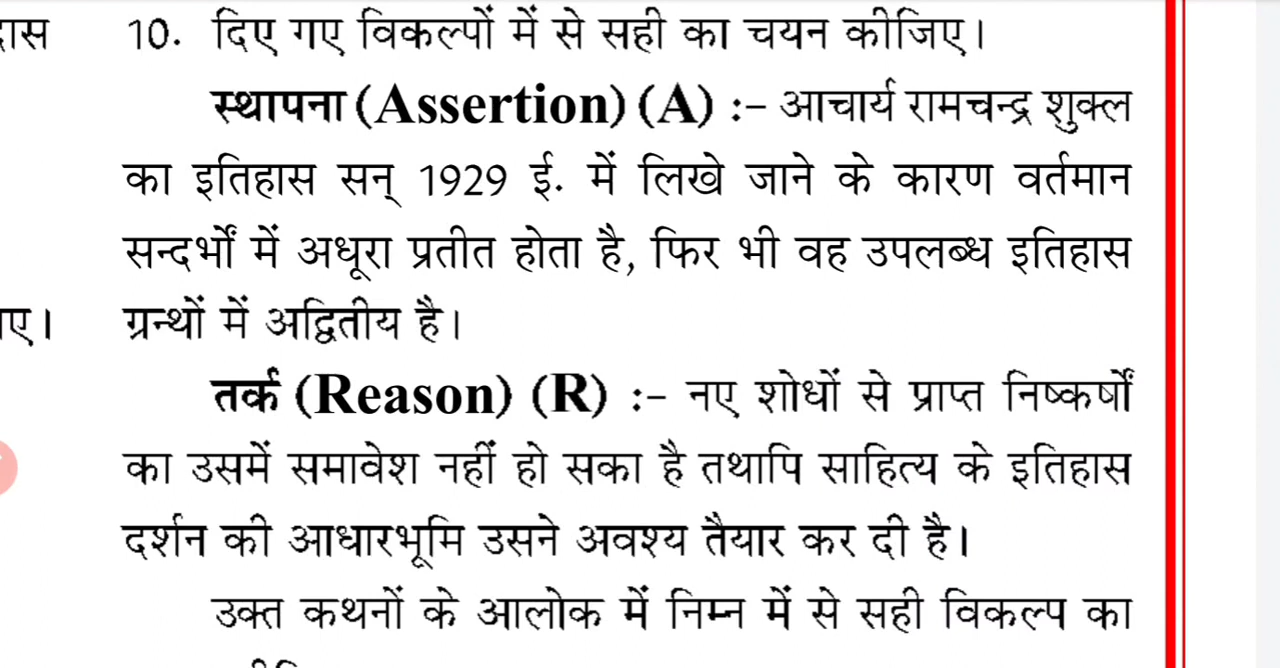 10. दिए गए विकल्पों में से सही का चयन कीजिए।
स्थापना (Assertion) (A) :– आचार्य रामचन्द्र शुक्ल
का इतिहास सन् 1929 ई. में लिखे जाने के कारण वर्तमान
सन्दर्भों में अधूरा प्रतीत होता है, फिर भी वह उपलब्ध इतिहास
ग्रन्थों में अद्वितीय है।
तर्क (Reason) (R) :– नए शोधों से प्राप्त निष्कर्षों
का उसमें समावेश नहीं हो सका है तथापि साहित्य के इतिहास
दर्शन की आधारभूमि उसने अवश्य तैयार कर दी है।
उक्त कथनों के आलोक में निम्न में से सही विकल्प का